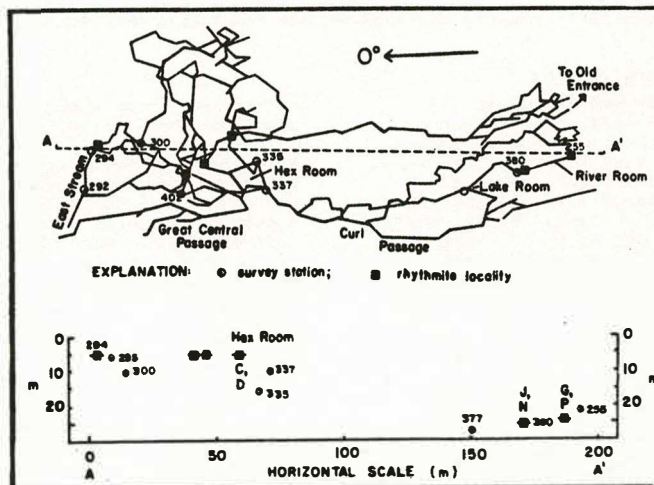 0°
To Old
Entrance
A
A'
294
300
255
336
380
292
Hex Room
337
River Room
402
Lake Room
East Stream
Great Central
Passage
Curl
Passage
EXPLANATION: survey station; rhythmite locality
0
10
20
m
294
295
300
Hex Room
C,
D
337
335
377
J,
N
380
G,
P
256
0
10
20
m
0
50
100
150
200
A
HORIZONTAL SCALE (m)
A'